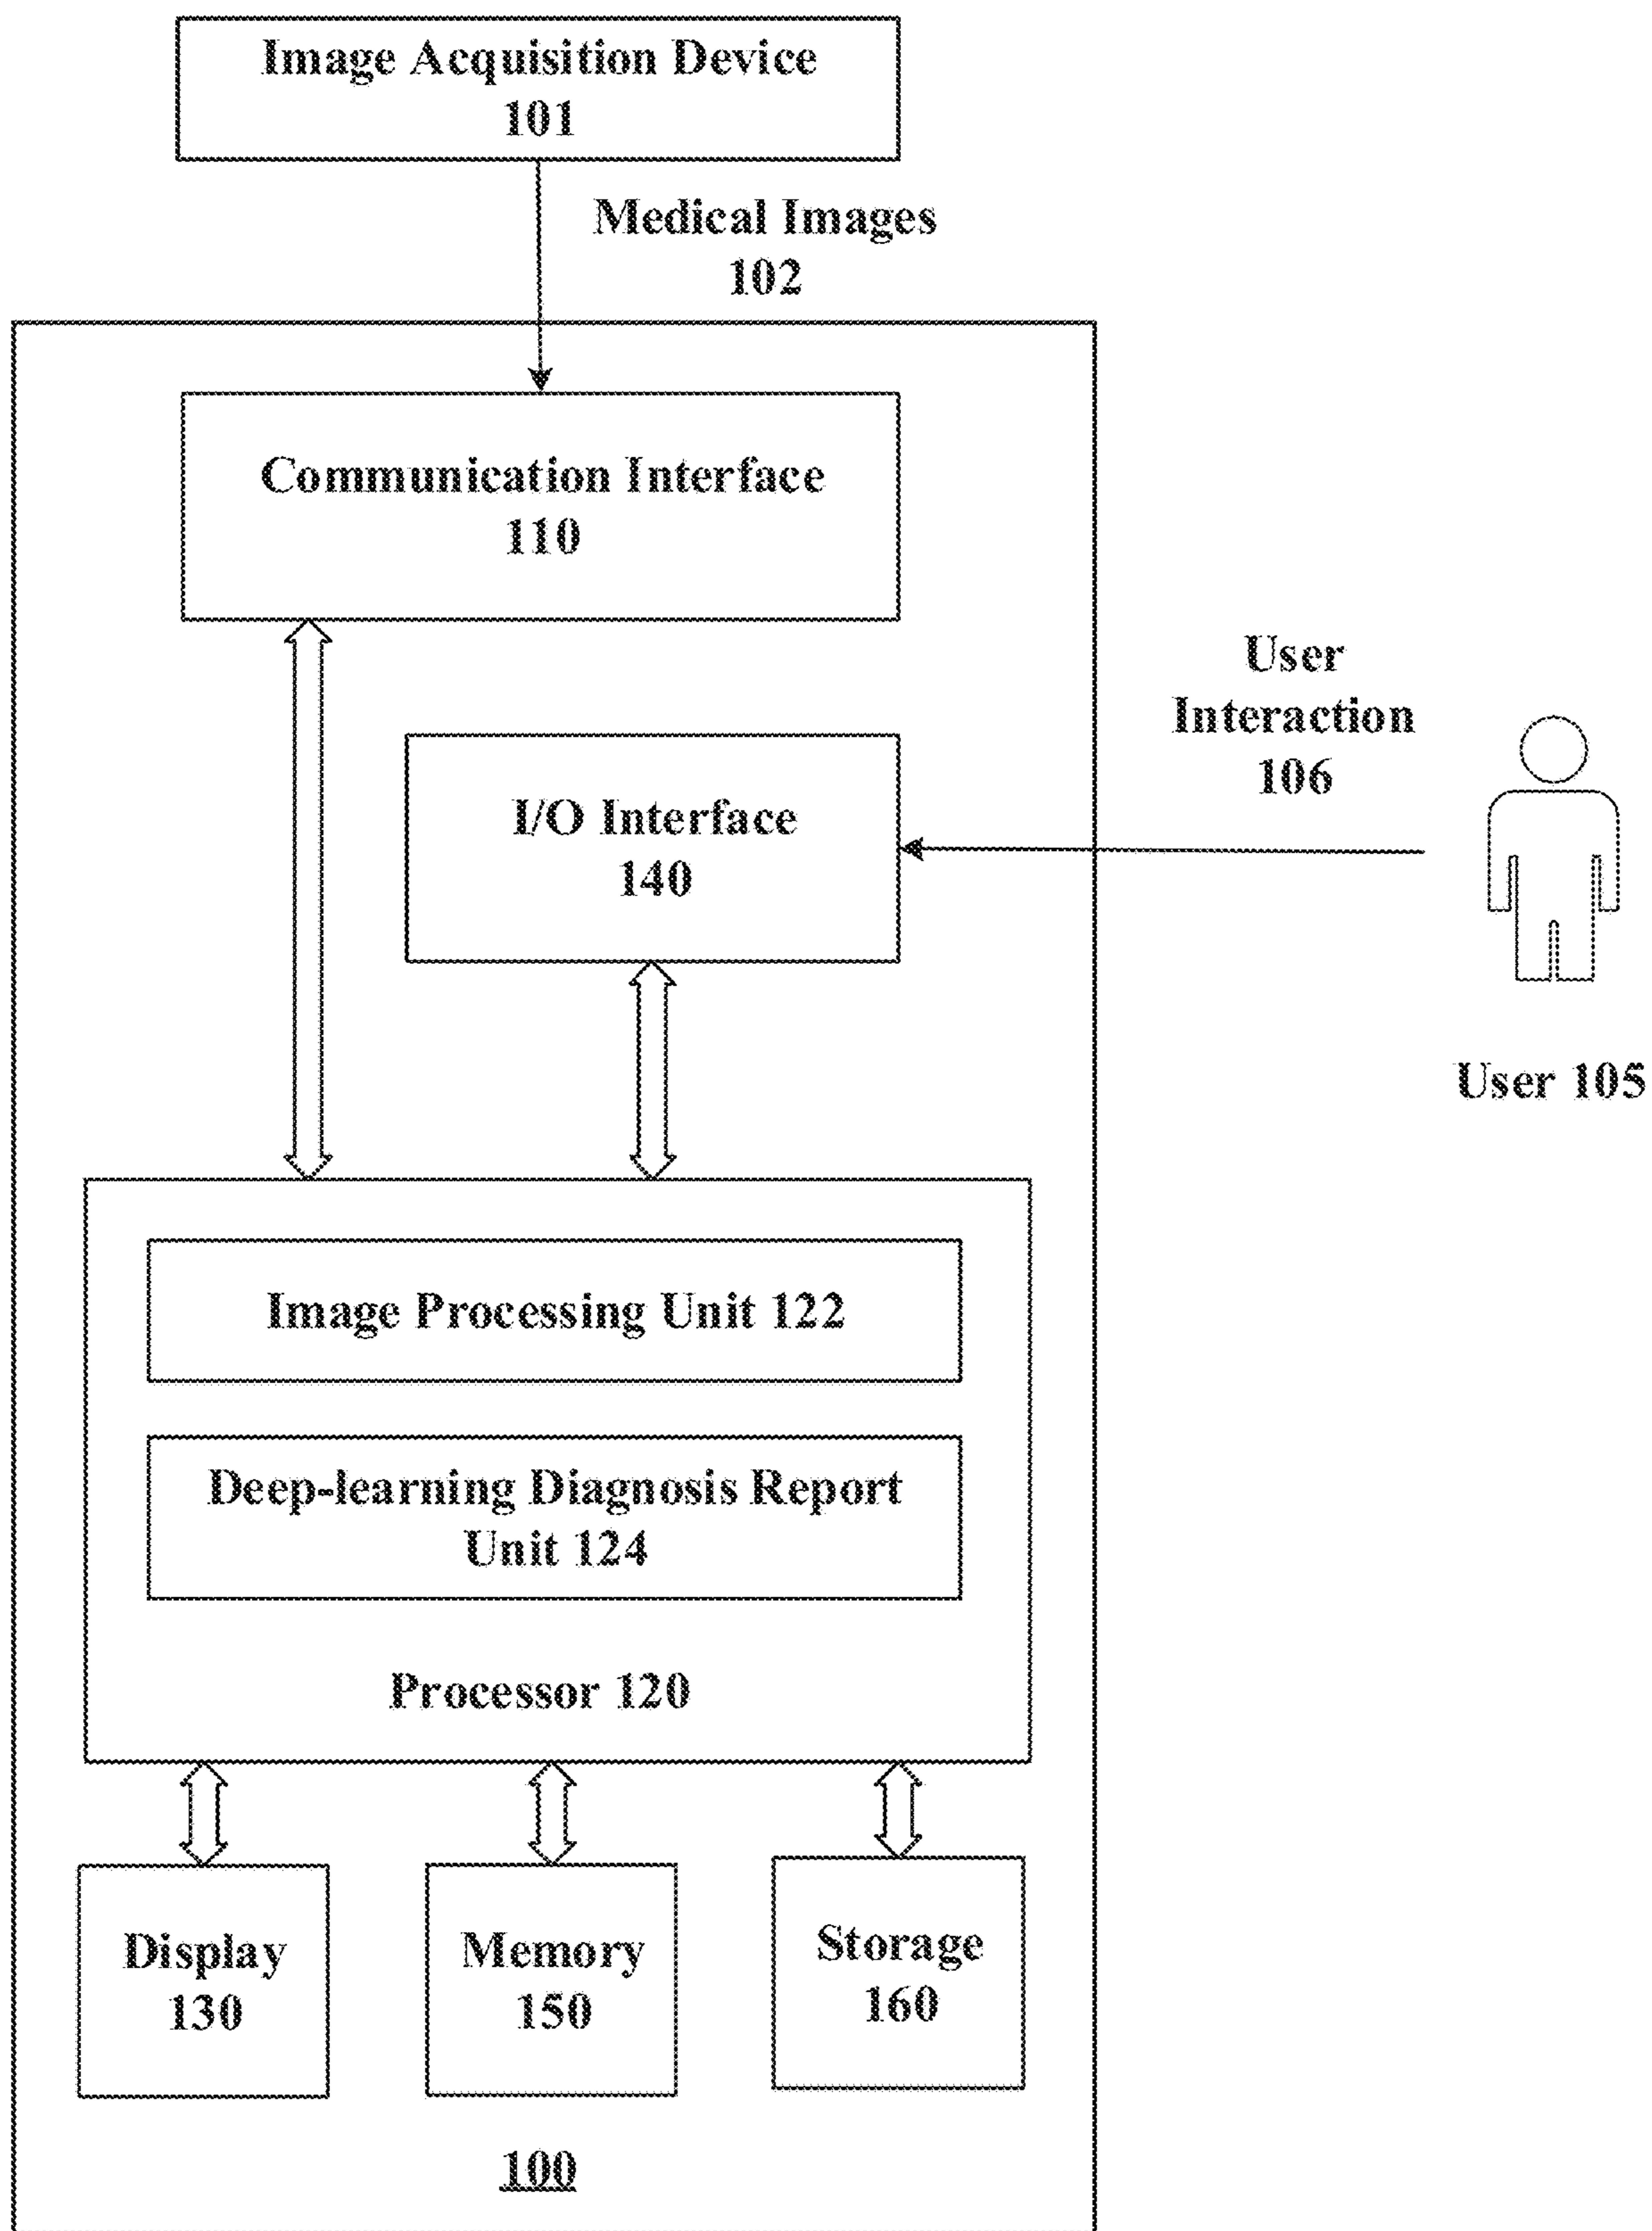 Image Acquisition Device
101
Medical Images
102
Communication Interface
110
User
Interaction
106
I/O Interface
140
User 105
Image Processing Unit 122
Deep-learning Diagnosis Report
Unit 124
Processor 120
Display
130
Memory
150
Storage
160
100